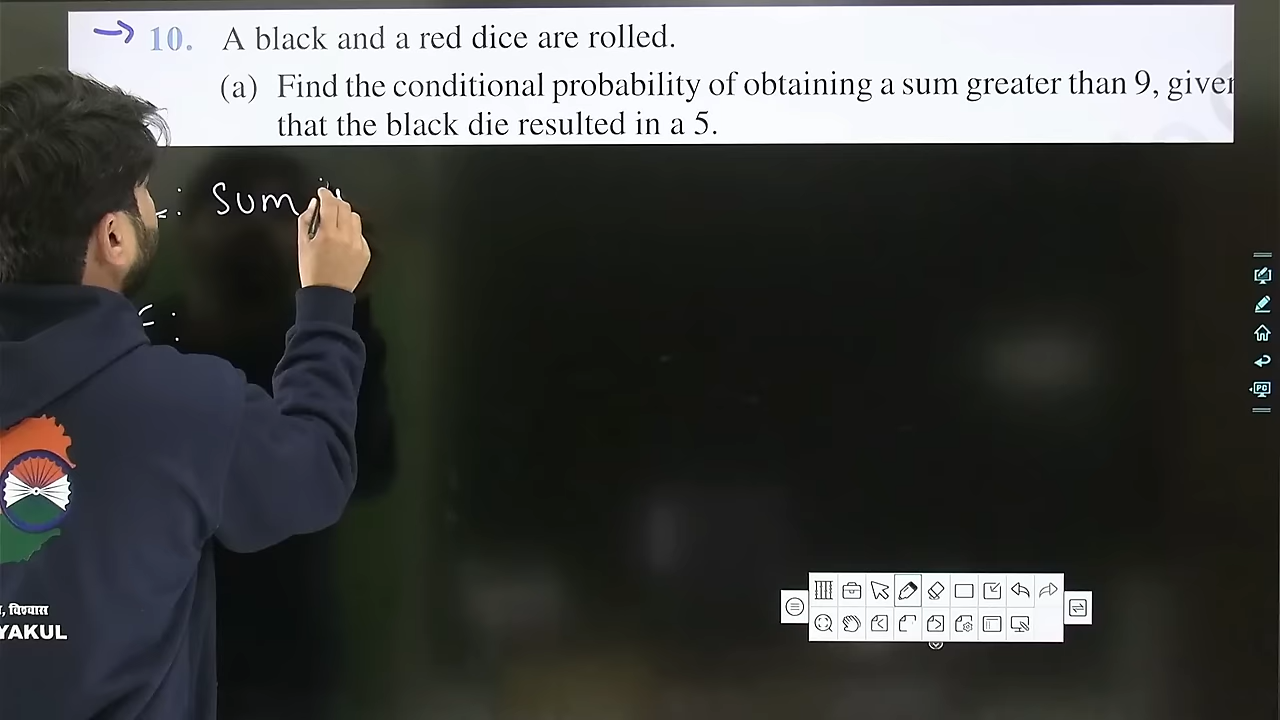 → 10. A black and a red dice are rolled.
(a) Find the conditional probability of obtaining a sum greater than 9, given
that the black die resulted in a 5.
: Sum
:
, विश्वास
YAKUL
PC